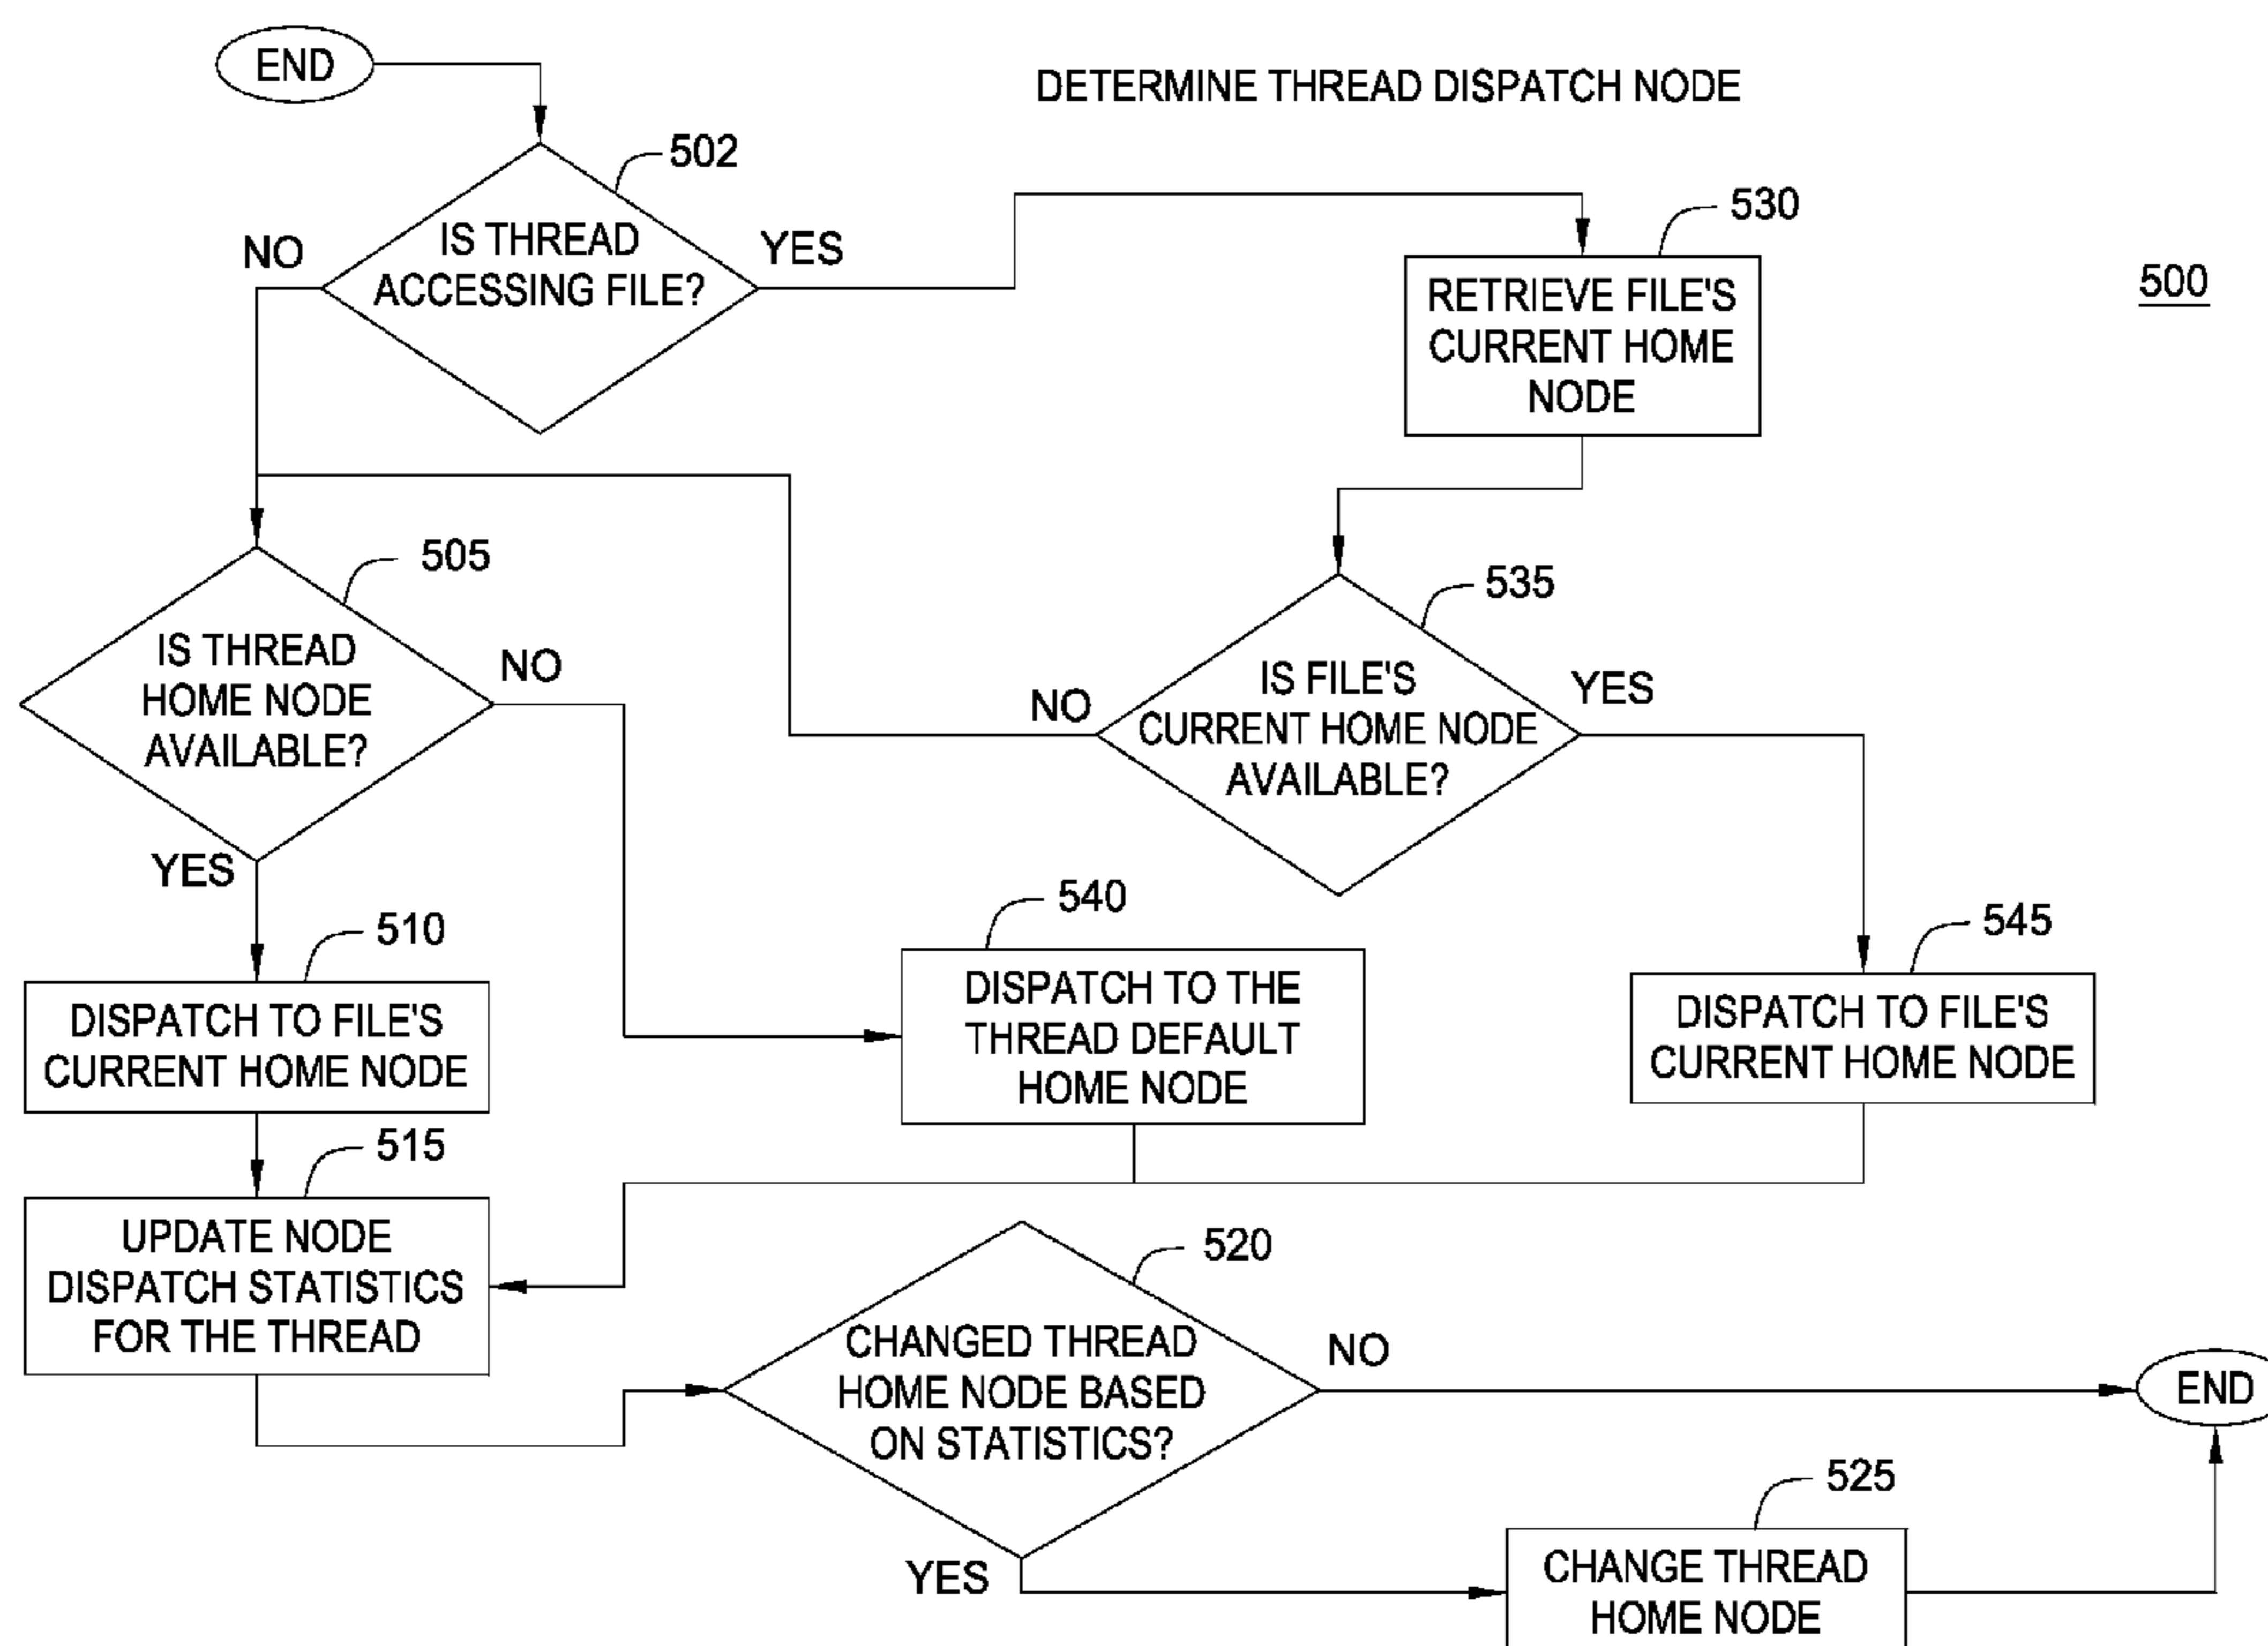 END
DETERMINE THREAD DISPATCH NODE
502
IS THREAD
ACCESSING FILE?
NO
YES
530
RETRIEVE FILE'S
CURRENT HOME
NODE
500
505
IS THREAD
HOME NODE
AVAILABLE?
NO
YES
535
IS FILE'S
CURRENT HOME NODE
AVAILABLE?
NO
YES
510
DISPATCH TO FILE'S
CURRENT HOME NODE
540
DISPATCH TO THE
THREAD DEFAULT
HOME NODE
545
DISPATCH TO FILE'S
CURRENT HOME NODE
515
UPDATE NODE
DISPATCH STATISTICS
FOR THE THREAD
520
CHANGED THREAD
HOME NODE BASED
ON STATISTICS?
NO
END
YES
525
CHANGE THREAD
HOME NODE